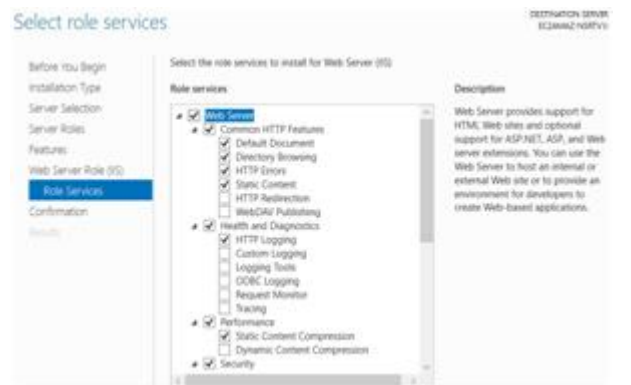 Select role services
DESTINATION SERVER
Before You Begin
Installation Type
Server Selection
Server Roles
Features
Web Server Role (IIS)
Role Services
Confirmation
Results
Select the role services to install for Web Server (IIS)
Role services
Web Server
Common HTTP Features
Default Document
Directory Browsing
HTTP Errors
Static Content
HTTP Redirection
WebDAV Publishing
Health and Diagnostics
HTTP Logging
Custom Logging
Logging Tools
ODBC Logging
Request Monitor
Tracing
Performance
Static Content Compression
Dynamic Content Compression
Security
Description
Web Server provides support for
HTML Web sites and optional
support for ASP.NET, ASP, and Web
server extensions. You can use the
Web Server to host an internal or
external Web site or to provide an
environment for developers to
create Web-based applications.